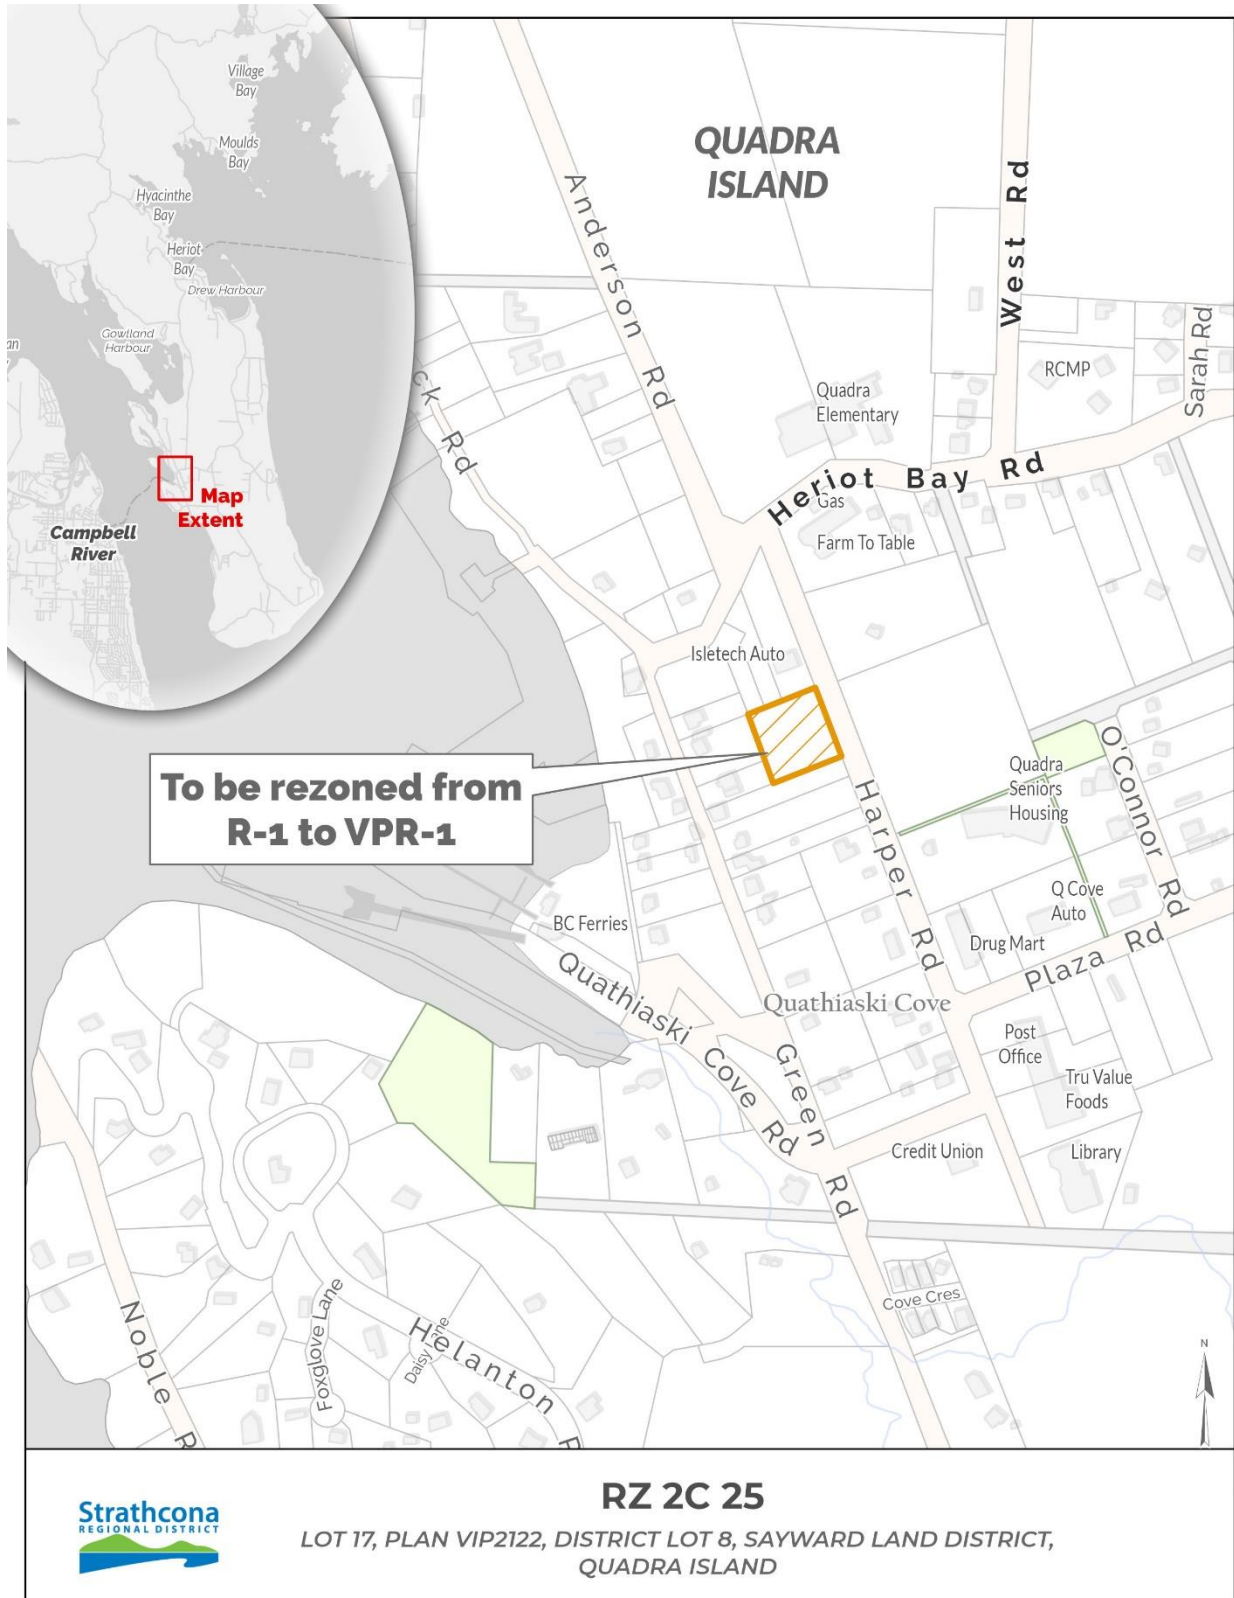 Village
Bay
Moulds
Bay
Hyacinthe
Bay
Heriot
Bay
Drew Harbour
Gowlland
Harbour
Map
Extent
Campbell
River
QUADRA
ISLAND
Anderson Rd
West Rd
Sarah Rd
RCMP
Quadra
Elementary
ck Rd
Heriot Bay Rd
Gas
Farm To Table
Isletech Auto
To be rezoned from
R-1 to VPR-1
Harper Rd
Quadra
Seniors
Housing
O'Connor Rd
Q Cove
Auto
Drug Mart
Plaza Rd
BC Ferries
Quathiaski Cove Rd
Quathiaski Cove
Green Rd
Post
Office
Tru Value
Foods
Credit Union
Library
Cove Cres
Noble R
Foxglove Lane
Helanton R
N
Strathcona
REGIONAL DISTRICT
RZ 2C 25
LOT 17, PLAN VIP2122, DISTRICT LOT 8, SAYWARD LAND DISTRICT,
QUADRA ISLAND